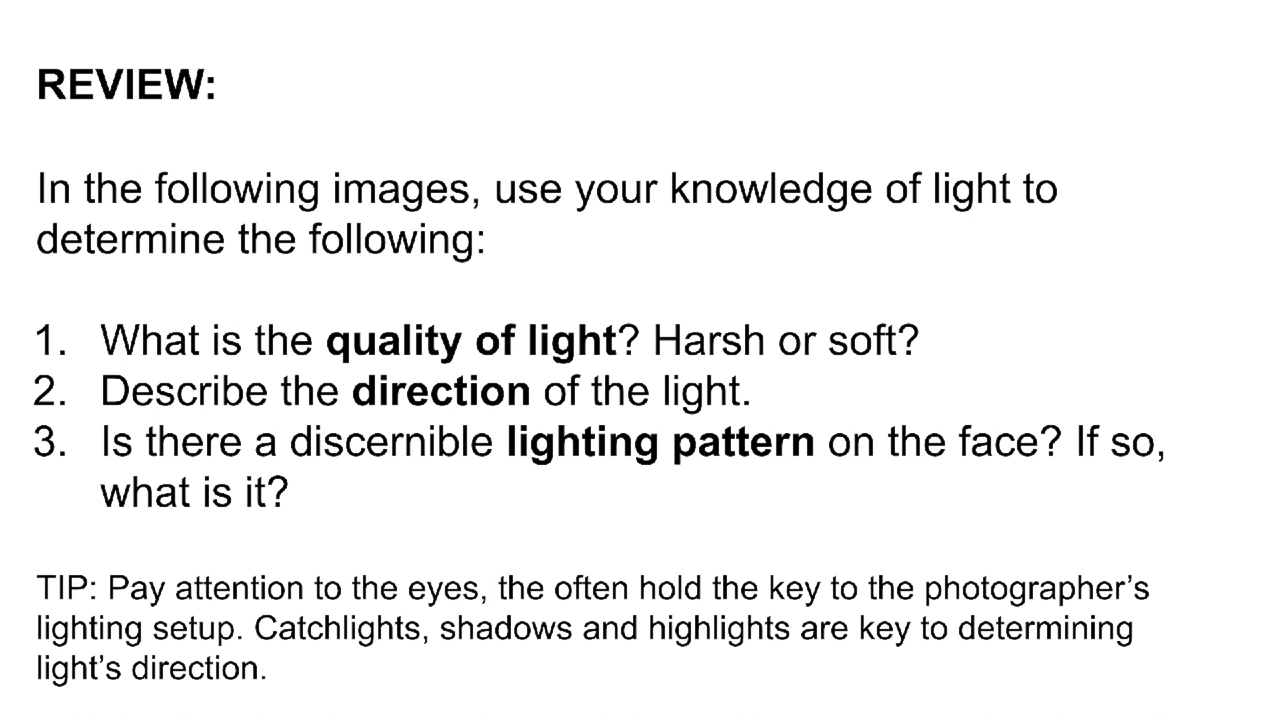 REVIEW:
In the following images, use your knowledge of light to
determine the following:
1. What is the quality of light? Harsh or soft?
2. Describe the direction of the light.
3. Is there a discernible lighting pattern on the face? If so,
what is it?
TIP: Pay attention to the eyes, the often hold the key to the photographer’s
lighting setup. Catchlights, shadows and highlights are key to determining
light’s direction.